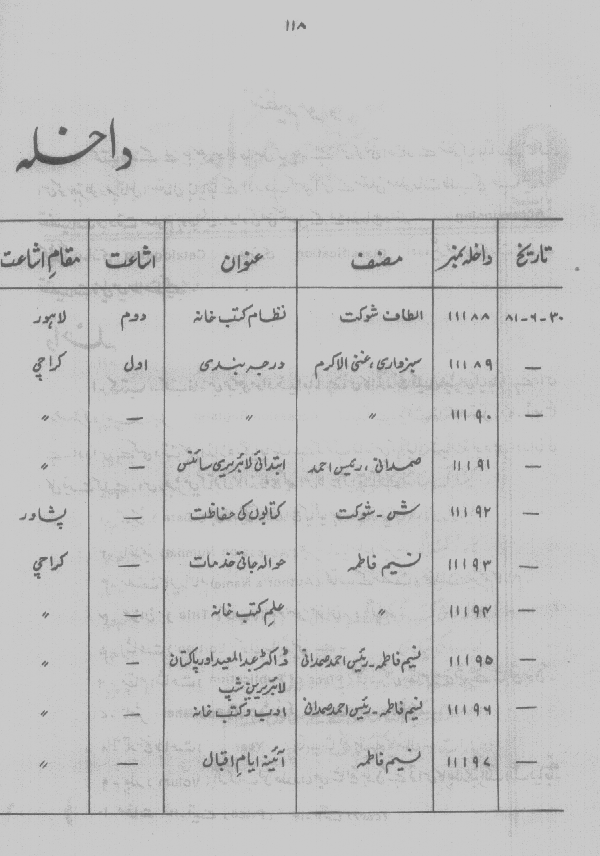 ۱۱۸
داخلہ
تاریخ داخلہ نمبر مصنف عنوان اشاعت مقام اشاعت
۳۰-۶-۸۱ ۱۱۱۸۸ الطاف شوکت نظام کتب خانہ دوم لاہور
— ۱۱۱۸۹ سبزواری، غنی الاکرم درجہ بندی اول کراچی
— ۱۱۱۹۰ " " — "
— ۱۱۱۹۱ صمدانی، رئیس احمد ابتدائی لائبریری سائنس — "
— ۱۱۱۹۲ ش - شوکت کتابوں کی حفاظت — پشاور
— ۱۱۱۹۳ نسیم فاطمہ حوالہ جاتی خدمات — کراچی
— ۱۱۱۹۴ " علم کتب خانہ — "
— ۱۱۱۹۵ نسیم فاطمہ - رئیس احمد صمدانی ڈاکٹر عبدالمعید اور پاکستان — "
لائبریرین شپ
— ۱۱۱۹۶ نسیم فاطمہ - رئیس احمد صمدانی ادب و کتب خانہ — "
— ۱۱۱۹۷ نسیم فاطمہ آئینہ ایام اقبال — "